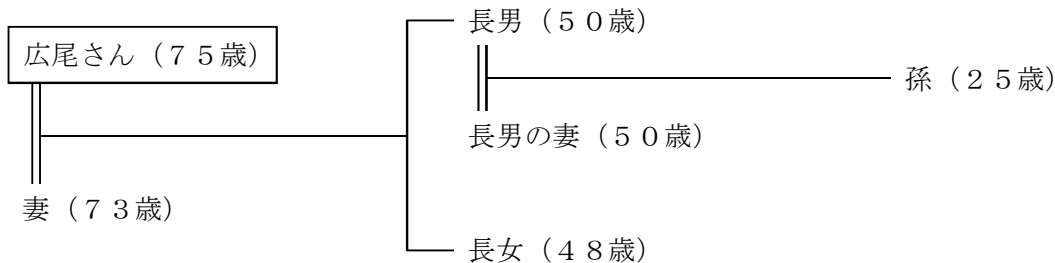 長男（５０歳）
広尾さん（７５歳）
孫（２５歳）
長男の妻（５０歳）
妻（７３歳）
長女（４８歳）